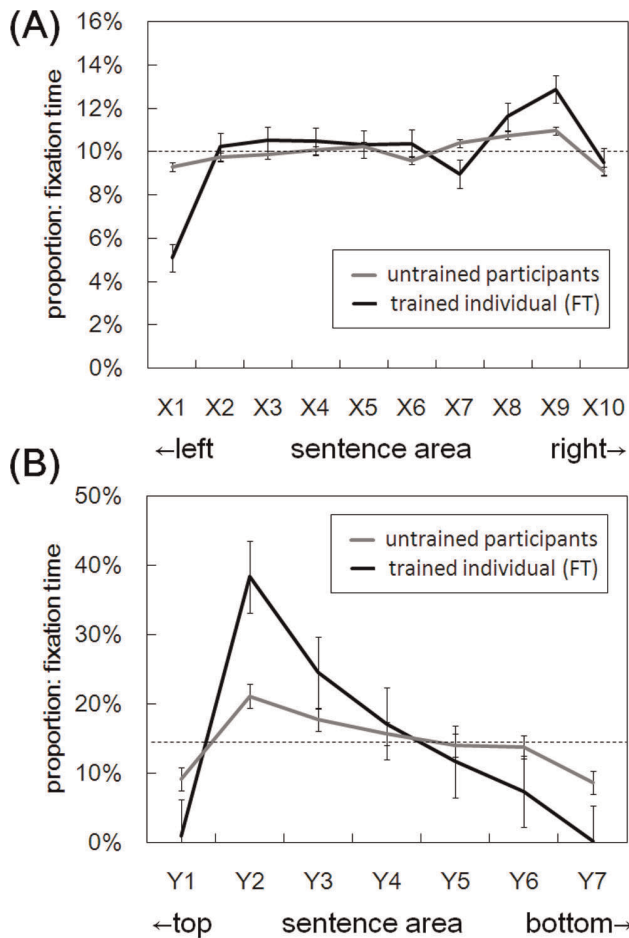 (A)
proportion: fixation time
16%
14%
12%
10%
8%
6%
4%
2%
0%
untrained participants
trained individual (FT)
X1 X2 X3 X4 X5 X6 X7 X8 X9 X10
←left sentence area right→
(B)
proportion: fixation time
50%
40%
30%
20%
10%
0%
untrained participants
trained individual (FT)
Y1 Y2 Y3 Y4 Y5 Y6 Y7
←top sentence area bottom→